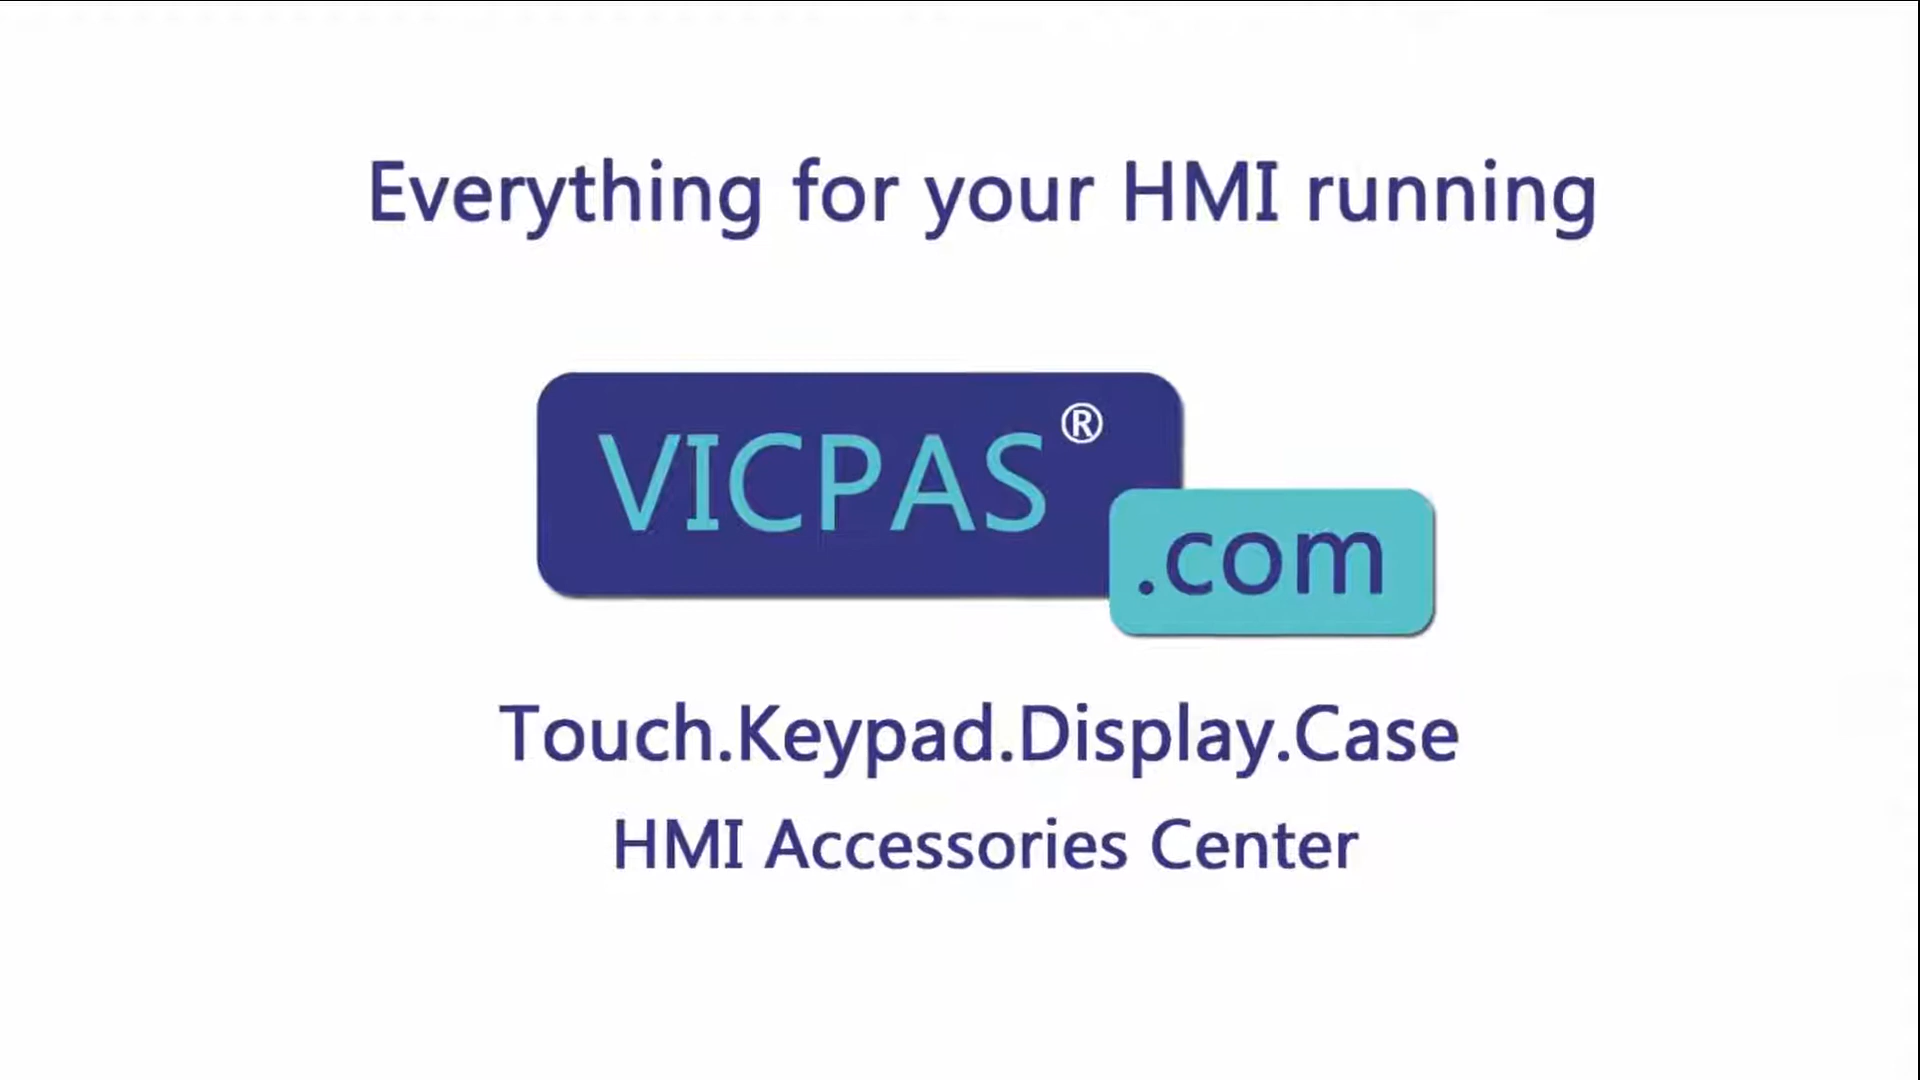 Everything for your HMI running
VICPAS®
.com
Touch.Keypad.Display.Case
HMI Accessories Center